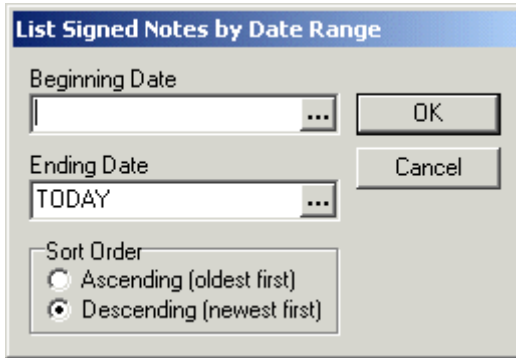 List Signed Notes by Date Range
Beginning Date
...
OK
Ending Date
Cancel
TODAY
...
Sort Order
Ascending (oldest first)
Descending (newest first)